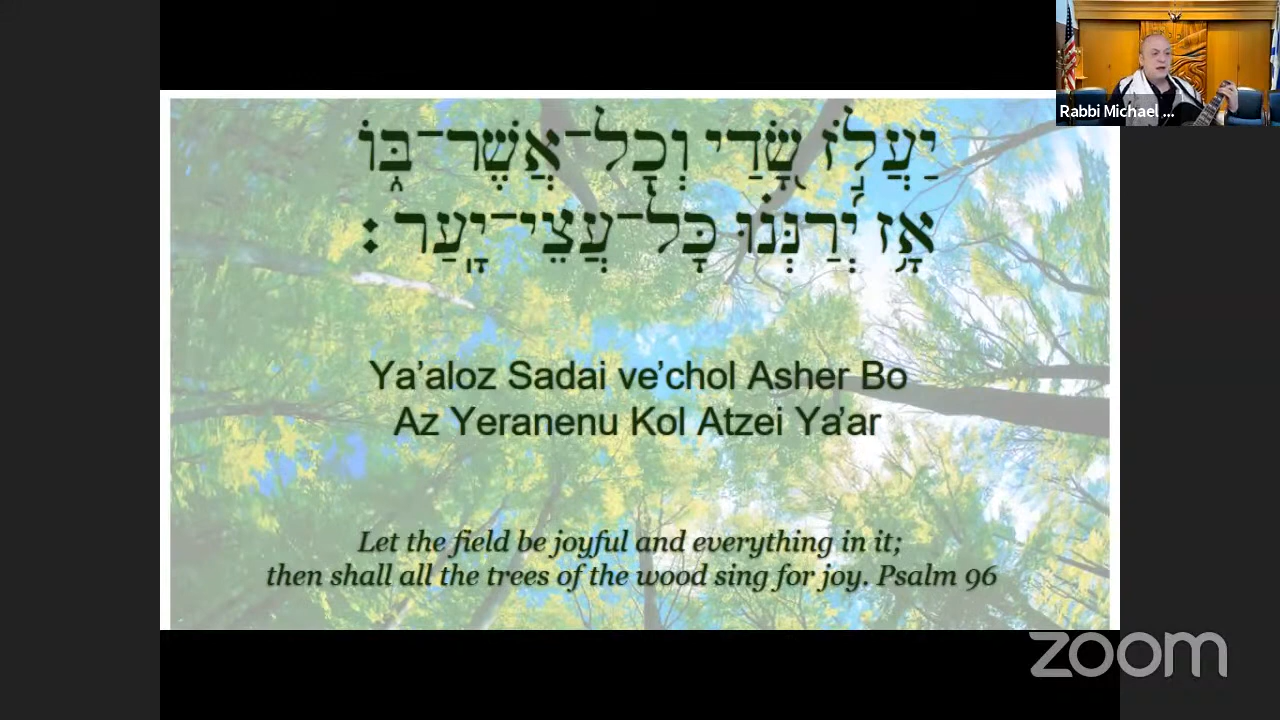 Rabbi Michael ...
יַעֲלֹ֣ז שָׂ֭דַי וְכׇל־אֲשֶׁר־בּ֑וֹ
אָ֥ז יְ֝רַנְּנ֗וּ כׇּל־עֲצֵי־יָֽעַר׃
Ya’aloz Sadai ve’chol Asher Bo
Az Yeranenu Kol Atzei Ya’ar
Let the field be joyful and everything in it;
then shall all the trees of the wood sing for joy. Psalm 96
zoom